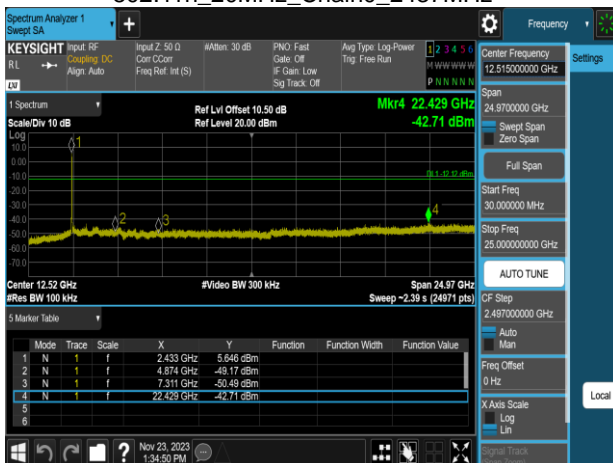 Spectrum Analyzer 1
Swept SA
Frequency
KEYSIGHT Input: RF Input Z: 50 Ω #Atten: 30 dB PNO: Fast Avg Type: Log-Power 1 2 3 4 5 6
RL Coupling: DC Corr CCorr Gate: Off Trig: Free Run M W W W W W
Align: Auto Freq Ref: Int (S) IF Gain: Low P N N N N N
LXI Sig Track: Off
1 Spectrum
Ref Lvl Offset 10.50 dB Mkr4 22.429 GHz
Scale/Div 10 dB Ref Level 20.00 dBm -42.71 dBm
Log
10.0
0.00
-10.0
-20.0
-30.0
-40.0
-50.0
-60.0
-70.0
1
2
3
4
DL1 -12.12 dBm
Center 12.52 GHz #Video BW 300 kHz Span 24.97 GHz
#Res BW 100 kHz Sweep ~2.39 s (24971 pts)
5 Marker Table
Mode Trace Scale X Y Function Function Width Function Value
1 N 1 f 2.433 GHz 5.646 dBm
2 N 1 f 4.874 GHz -49.17 dBm
3 N 1 f 7.311 GHz -50.49 dBm
4 N 1 f 22.429 GHz -42.71 dBm
5
6
Nov 23, 2023
1:34:50 PM
Center Frequency
12.515000000 GHz
Settings
Span
24.9700000 GHz
Swept Span
Zero Span
Full Span
Start Freq
30.000000 MHz
Stop Freq
25.000000000 GHz
AUTO TUNE
CF Step
2.497000000 GHz
Auto
Man
Freq Offset
0 Hz
X Axis Scale
Log
Lin
Local
Signal Track